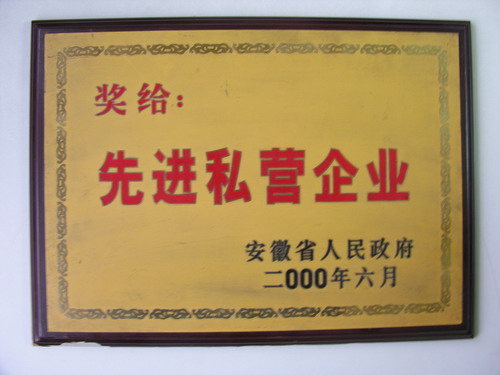 奖给：
先进私营企业
安徽省人民政府
二000年六月